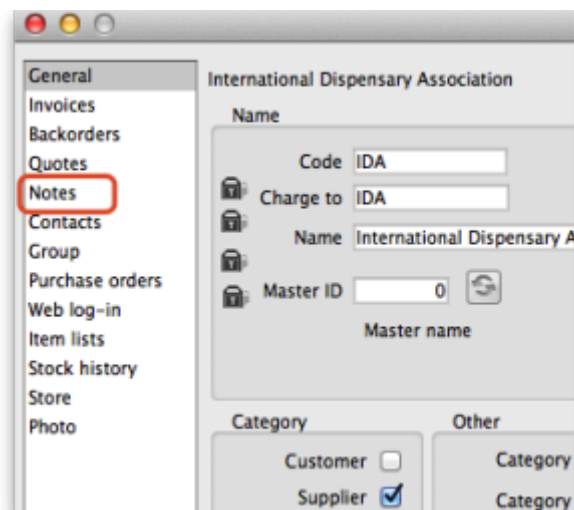 General
Invoices
Backorders
Quotes
Notes
Contacts
Group
Purchase orders
Web log-in
Item lists
Stock history
Store
Photo
International Dispensary Association
Name
Code IDA
Charge to IDA
Name International Dispensary A
Master ID 0
Master name
Category
Customer
Supplier
Other
Category
Category